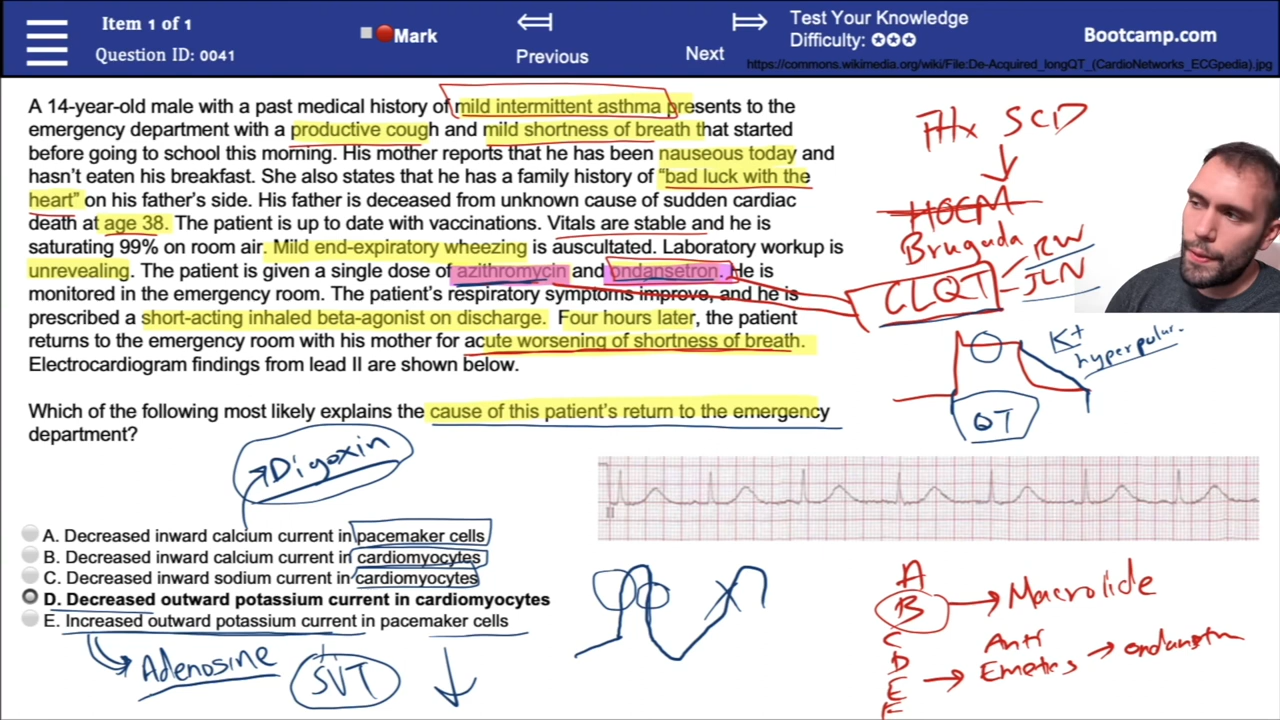 Item 1 of 1
Question ID: 0041
Mark
Previous
Next
Test Your Knowledge
Difficulty:
Bootcamp.com
https://commons.wikimedia.org/wiki/File:De-Acquired_longQT_(CardioNetworks_ECGpedia).jpg
A 14-year-old male with a past medical history of mild intermittent asthma presents to the
emergency department with a productive cough and mild shortness of breath that started
before going to school this morning. His mother reports that he has been nauseous today and
hasn't eaten his breakfast. She also states that he has a family history of “bad luck with the
heart” on his father's side. His father is deceased from unknown cause of sudden cardiac
death at age 38. The patient is up to date with vaccinations. Vitals are stable and he is
saturating 99% on room air. Mild end-expiratory wheezing is auscultated. Laboratory workup is
unrevealing. The patient is given a single dose of azithromycin and ondansetron. He is
monitored in the emergency room. The patient's respiratory symptoms improve, and he is
prescribed a short-acting inhaled beta-agonist on discharge. Four hours later, the patient
returns to the emergency room with his mother for acute worsening of shortness of breath.
Electrocardiogram findings from lead II are shown below.
Which of the following most likely explains the cause of this patient's return to the emergency
department?
FHx SCD
HOCM
Brugada
CLQT
RW
JLN
K+
hyperpolar.
QT
Digoxin
II
A. Decreased inward calcium current in pacemaker cells
B. Decreased inward calcium current in cardiomyocytes
C. Decreased inward sodium current in cardiomyocytes
D. Decreased outward potassium current in cardiomyocytes
E. Increased outward potassium current in pacemaker cells
Adenosine
SVT
A
B Macrolide
C
D Anti
E Emetics
F